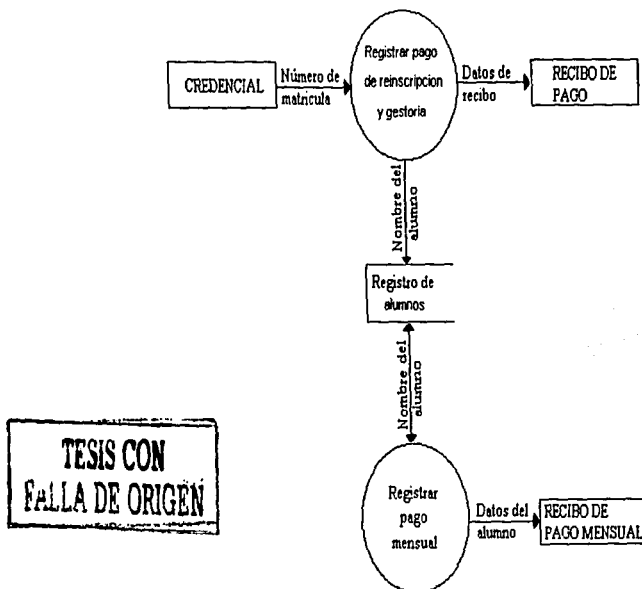 Registrar pago
de reinscripcion
y gestoria
CREDENCIAL
Número de
matricula
Datos de
recibo
RECIBO DE
PAGO
Nombre del
alumno
Registro de
alumnos
Nombre del
alumno
TESIS CON
FALLA DE ORIGEN
Registrar
pago
mensual
Datos del
alumno
RECIBO DE
PAGO MENSUAL